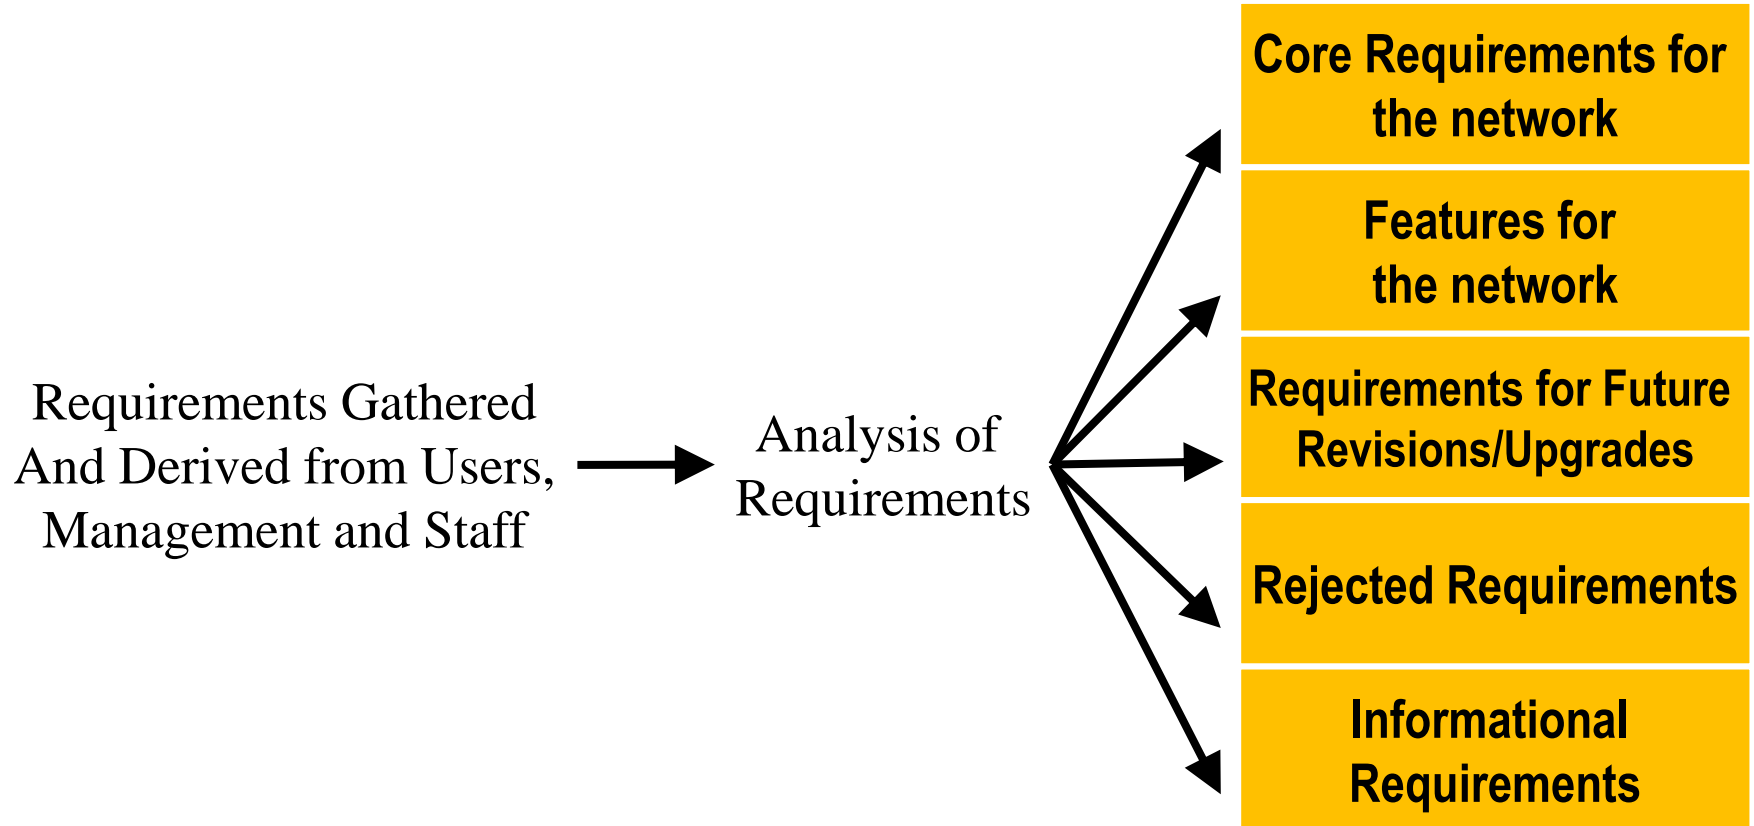 Requirements Gathered
And Derived from Users,
Management and Staff
Analysis of
Requirements
Core Requirements for
the network
Features for
the network
Requirements for Future
Revisions/Upgrades
Rejected Requirements
Informational
Requirements